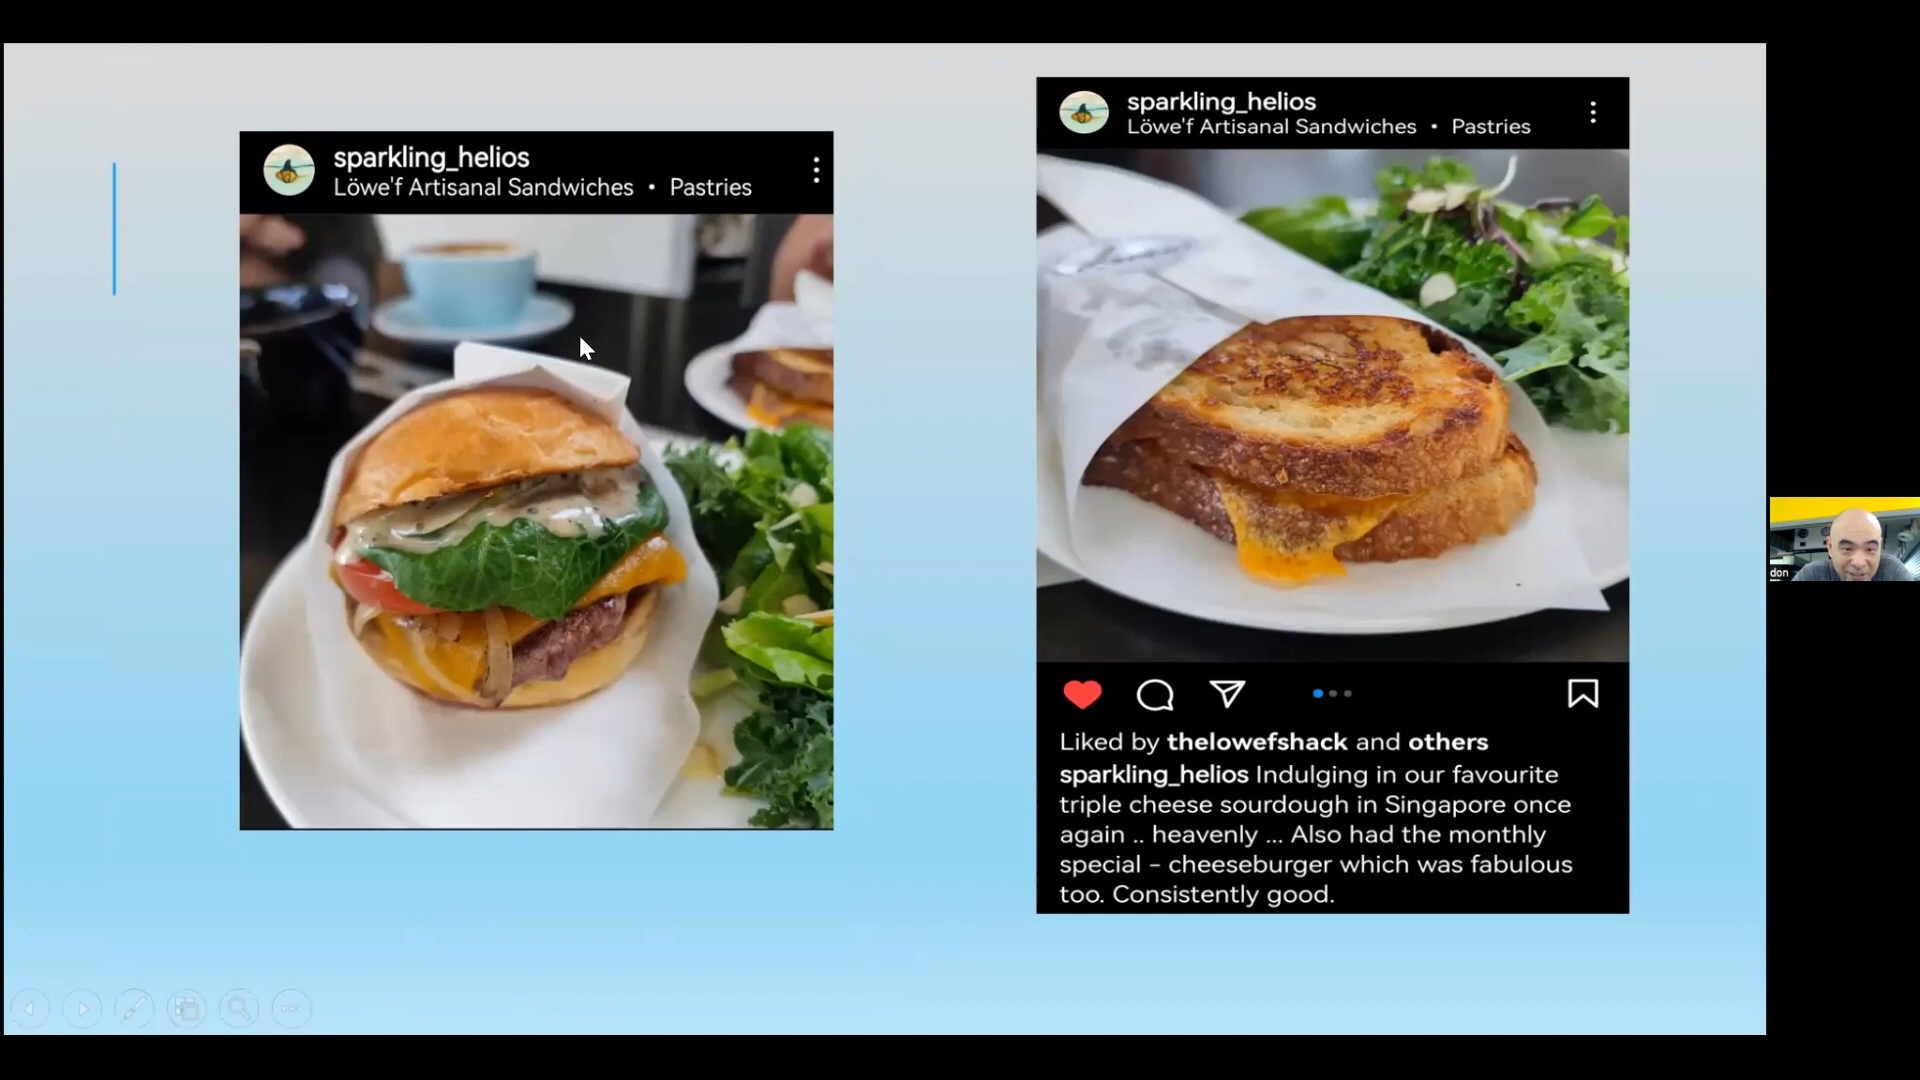 sparkling_helios
Löwe'f Artisanal Sandwiches • Pastries
sparkling_helios
Löwe'f Artisanal Sandwiches • Pastries
Liked by thelowefshack and others
sparkling_helios Indulging in our favourite
triple cheese sourdough in Singapore once
again .. heavenly ... Also had the monthly
special - cheeseburger which was fabulous
too. Consistently good.
don